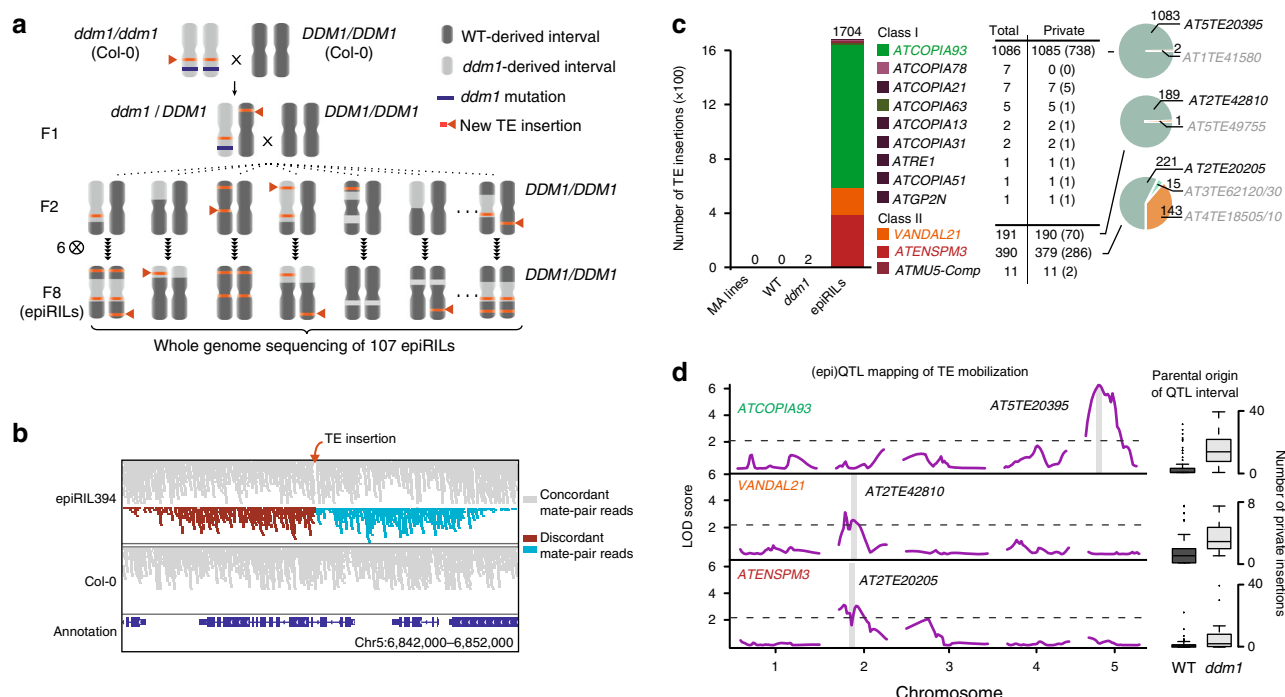 a
ddm1/ddm1
(Col-0)
X
DDM1/DDM1
(Col-0)
WT-derived interval
ddm1-derived interval
ddm1 mutation
New TE insertion
F1
ddm1 / DDM1
X
DDM1/DDM1
F2
DDM1/DDM1
6 ⊗
F8
(epiRILs)
DDM1/DDM1
Whole genome sequencing of 107 epiRILs
b
TE insertion
epiRIL394
Concordant
mate-pair reads
Discordant
mate-pair reads
Col-0
Annotation
Chr5:6,842,000–6,852,000
c
Number of TE insertions (×100)
16
12
8
4
0
0
0
2
1704
MA lines
WT
ddm1
epiRILs
Class I
Total
Private
ATCOPIA93 1086 1085 (738)
ATCOPIA78 7 0 (0)
ATCOPIA21 7 7 (5)
ATCOPIA63 5 5 (1)
ATCOPIA13 2 2 (1)
ATCOPIA31 2 2 (1)
ATRE1 1 1 (1)
ATCOPIA51 1 1 (1)
ATGP2N 1 1 (1)
Class II
VANDAL21 191 190 (70)
ATENSPM3 390 379 (286)
ATMU5-Comp 11 11 (2)
1083
AT5TE20395
2
AT1TE41580
189
AT2TE42810
1
AT5TE49755
221
AT2TE20205
15
AT3TE62120/30
143
AT4TE18505/10
d
(epi)QTL mapping of TE mobilization
Parental origin
of QTL interval
LOD score
6
4
2
ATCOPIA93
AT5TE20395
40
0
6
4
2
VANDAL21
AT2TE42810
8
0
6
4
2
ATENSPM3
AT2TE20205
40
0
Number of private insertions
1
2
3
4
5
Chromosome
WT
ddm1